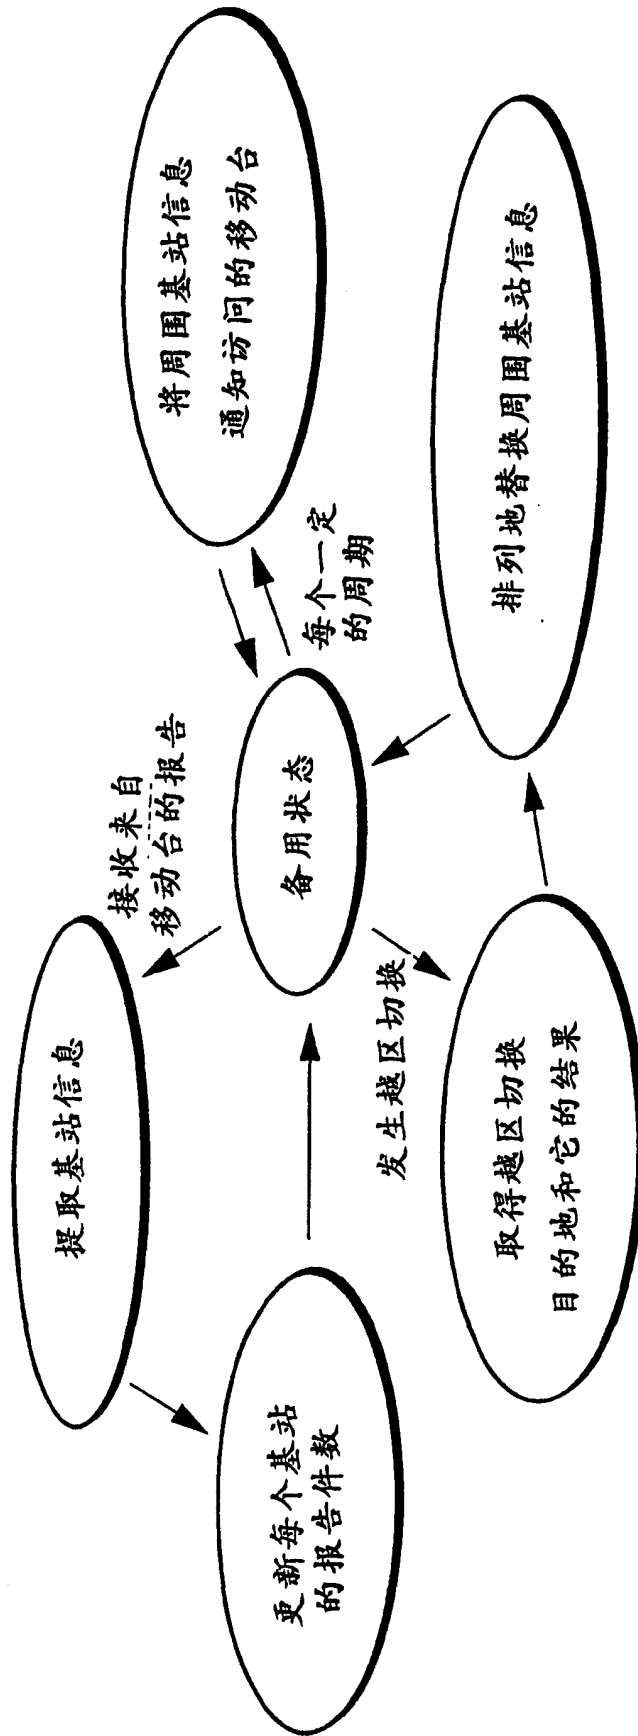 提取基站信息
接收来自
移动台的报告
将周围基站信息
通知访问的移动台
更新每个基站
的报告件数
备用状态
每个一定
的周期
发生越区切换
取得越区切换
目的地和它的结果
排列地替换周围基站信息